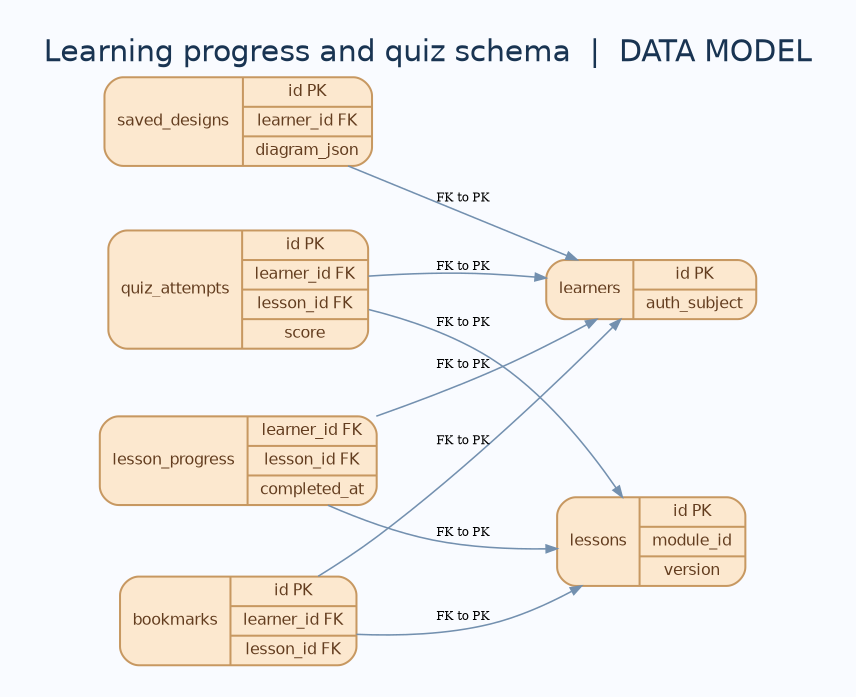 Learning progress and quiz schema | DATA MODEL
saved_designs
id PK
learner_id FK
diagram_json
FK to PK
quiz_attempts
id PK
learner_id FK
lesson_id FK
score
FK to PK
FK to PK
learners
id PK
auth_subject
lesson_progress
learner_id FK
lesson_id FK
completed_at
FK to PK
FK to PK
FK to PK
lessons
id PK
module_id
version
bookmarks
id PK
learner_id FK
lesson_id FK
FK to PK